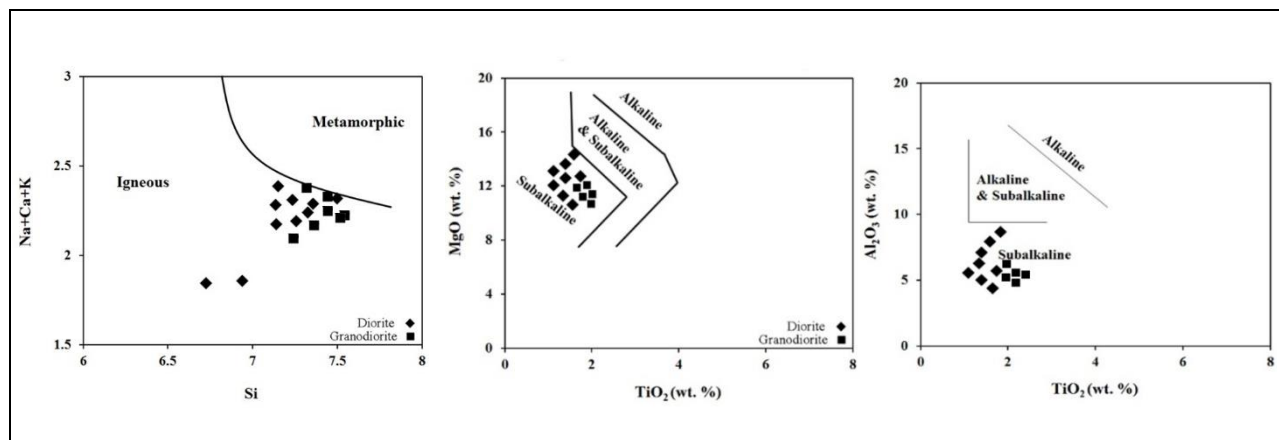 3
2.5
2
1.5
6
6.5
7
7.5
8
Na+Ca+K
Si
Igneous
Metamorphic
Diorite
Granodiorite
20
16
12
8
4
0
0
2
4
6
8
MgO (wt. %)
TiO₂ (wt. %)
Alkaline
Alkaline
& Subalkaline
Subalkaline
Diorite
Granodiorite
20
15
10
5
0
0
2
4
6
8
Al₂O₃ (wt. %)
TiO₂ (wt. %)
Alkaline
Alkaline
& Subalkaline
Subalkaline